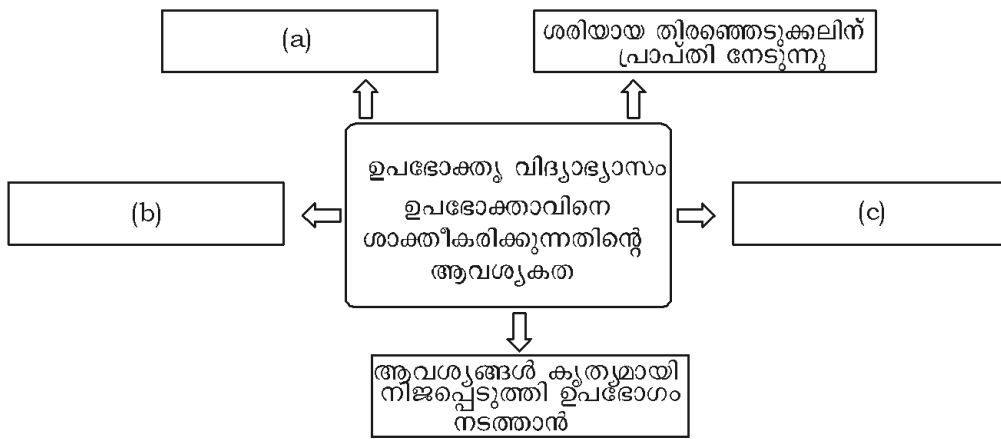 (a)
ശരിയായ തിരഞ്ഞെടുക്കലിന്
പ്രാപ്തി നേടുന്നു
ഉപഭോക്തൃ വിദ്യാഭ്യാസം
ഉപഭോക്താവിനെ
ശാക്തീകരിക്കുന്നതിന്റെ
ആവശ്യകത
(b)
(c)
ആവശ്യങ്ങൾ കൃത്യമായി
നിജപ്പെടുത്തി ഉപഭോഗം
നടത്താൻ